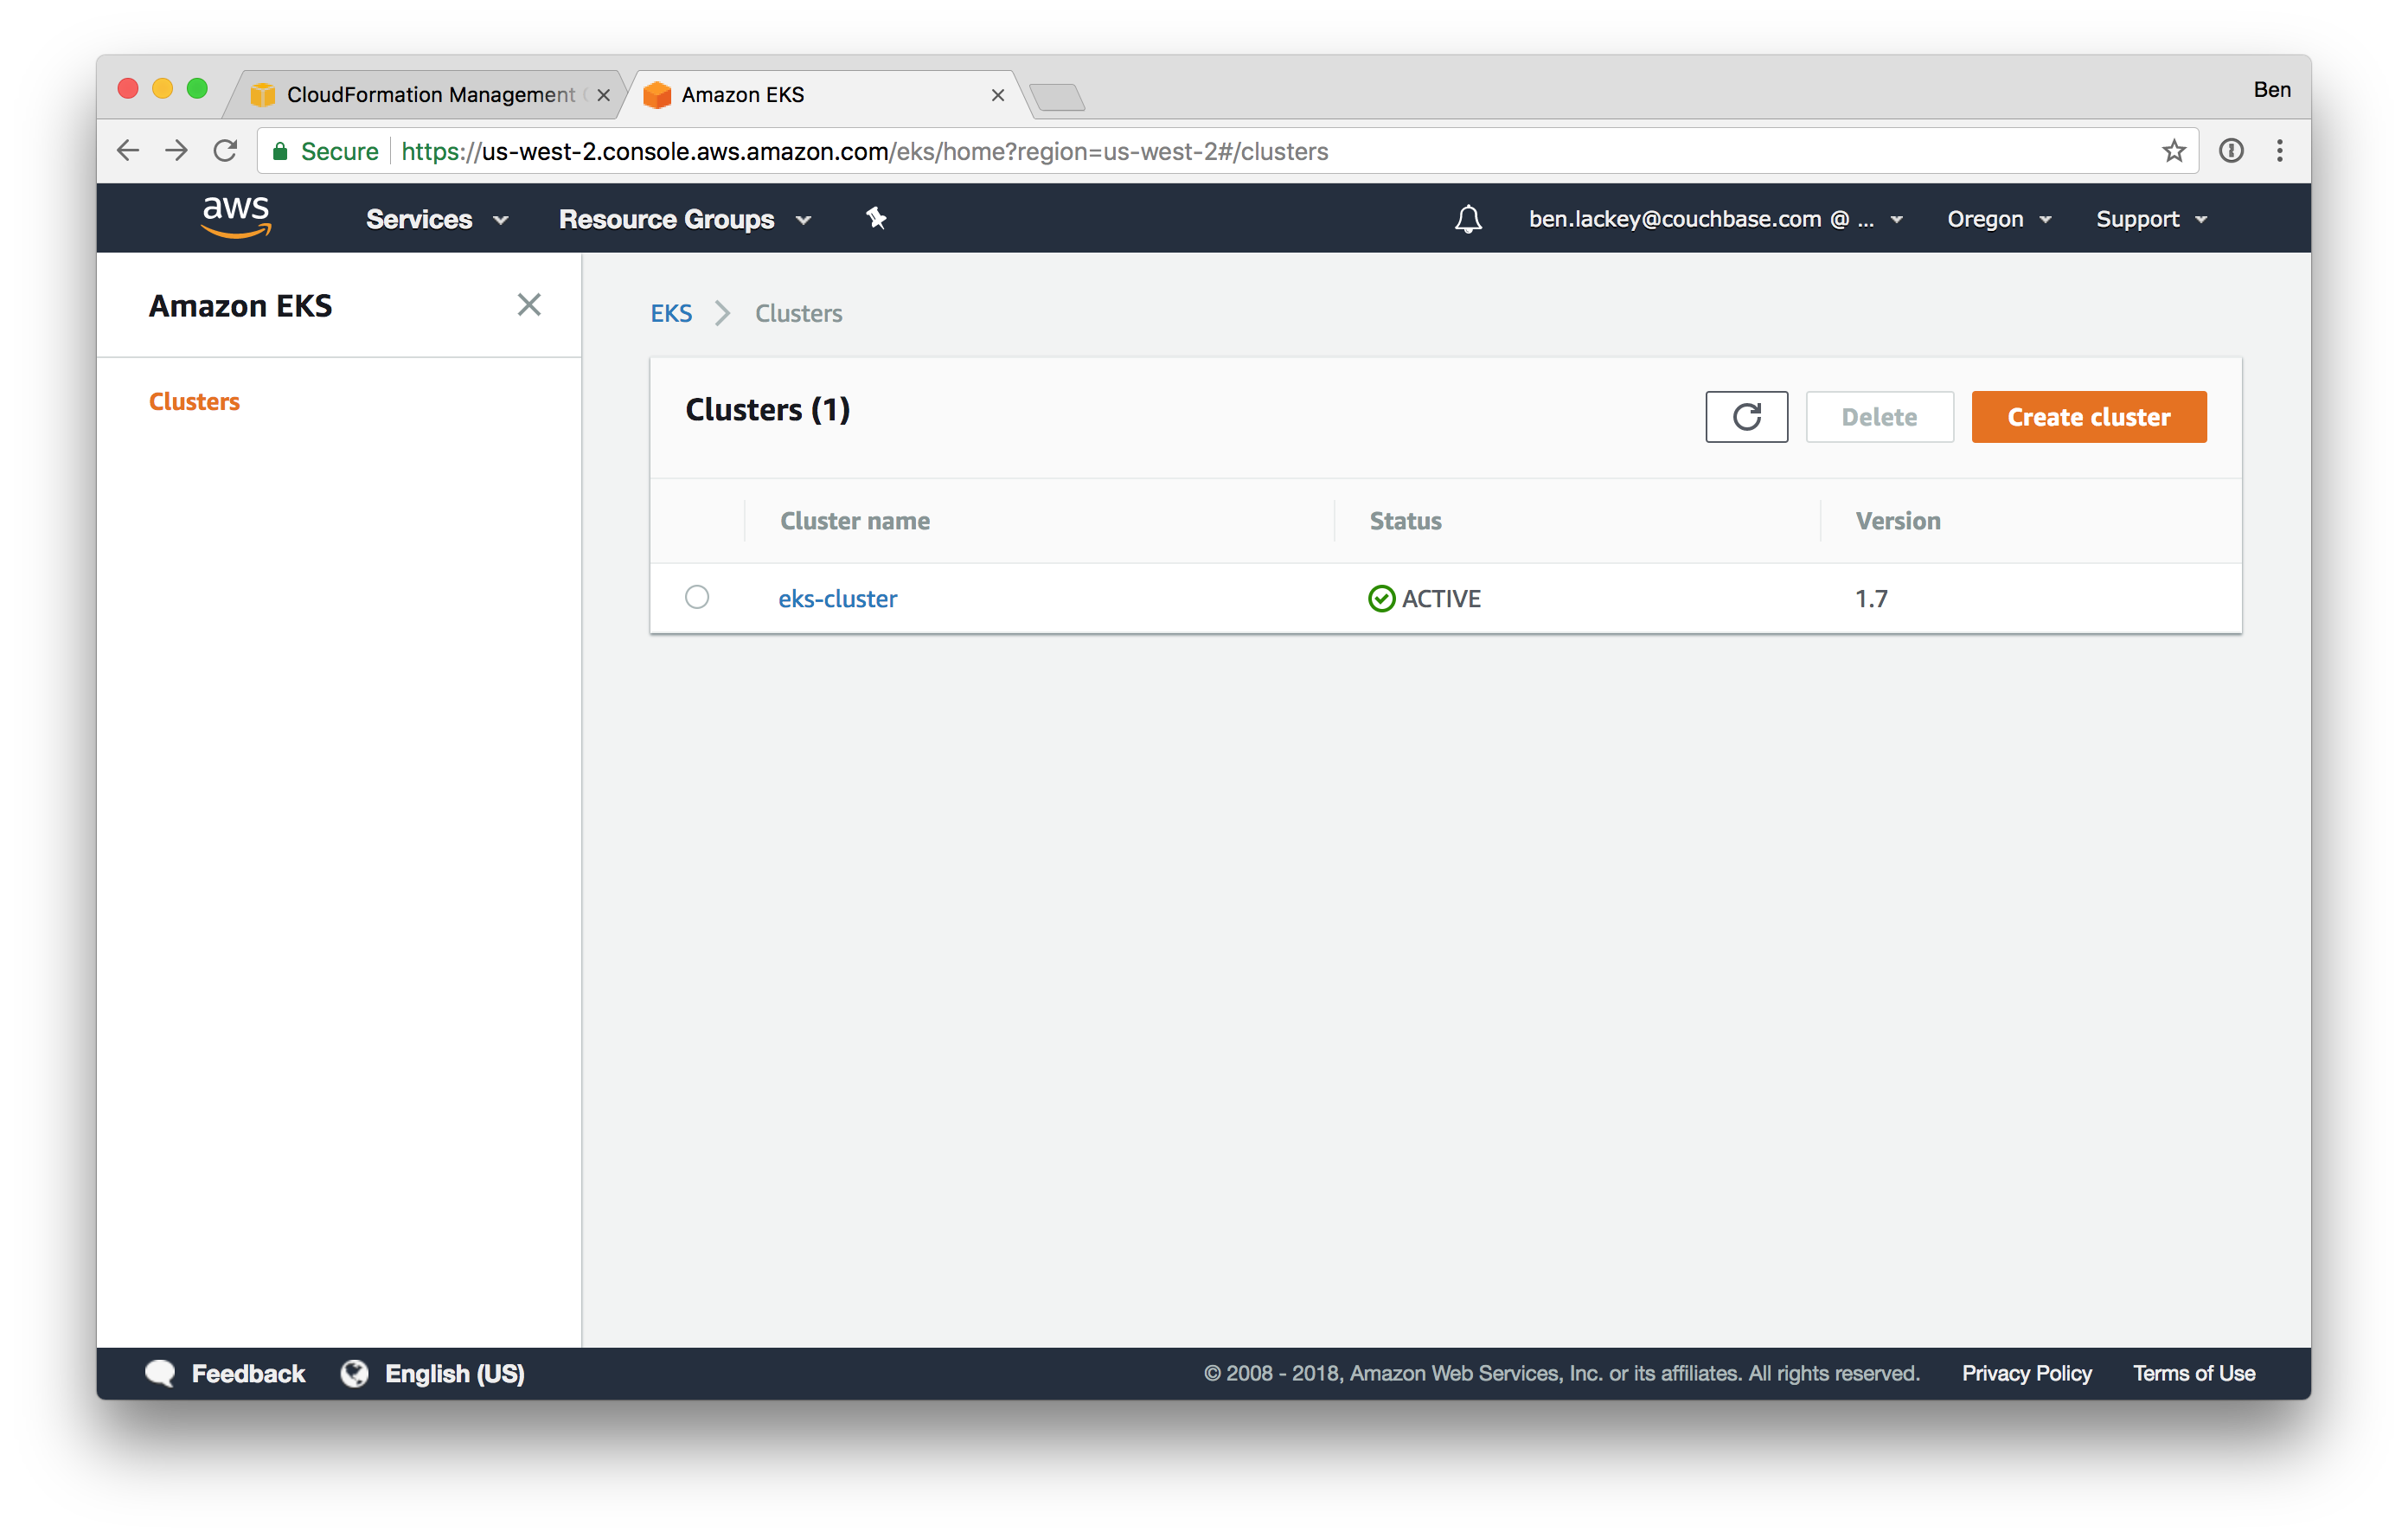 CloudFormation Management
Amazon EKS
Ben
Secure https://us-west-2.console.aws.amazon.com/eks/home?region=us-west-2#/clusters
aws Services Resource Groups ben.lackey@couchbase.com @ ... Oregon Support
Amazon EKS
Clusters
EKS Clusters
Clusters (1)
Delete
Create cluster
Cluster name Status Version
eks-cluster ACTIVE 1.7
Feedback English (US) © 2008 - 2018, Amazon Web Services, Inc. or its affiliates. All rights reserved. Privacy Policy Terms of Use